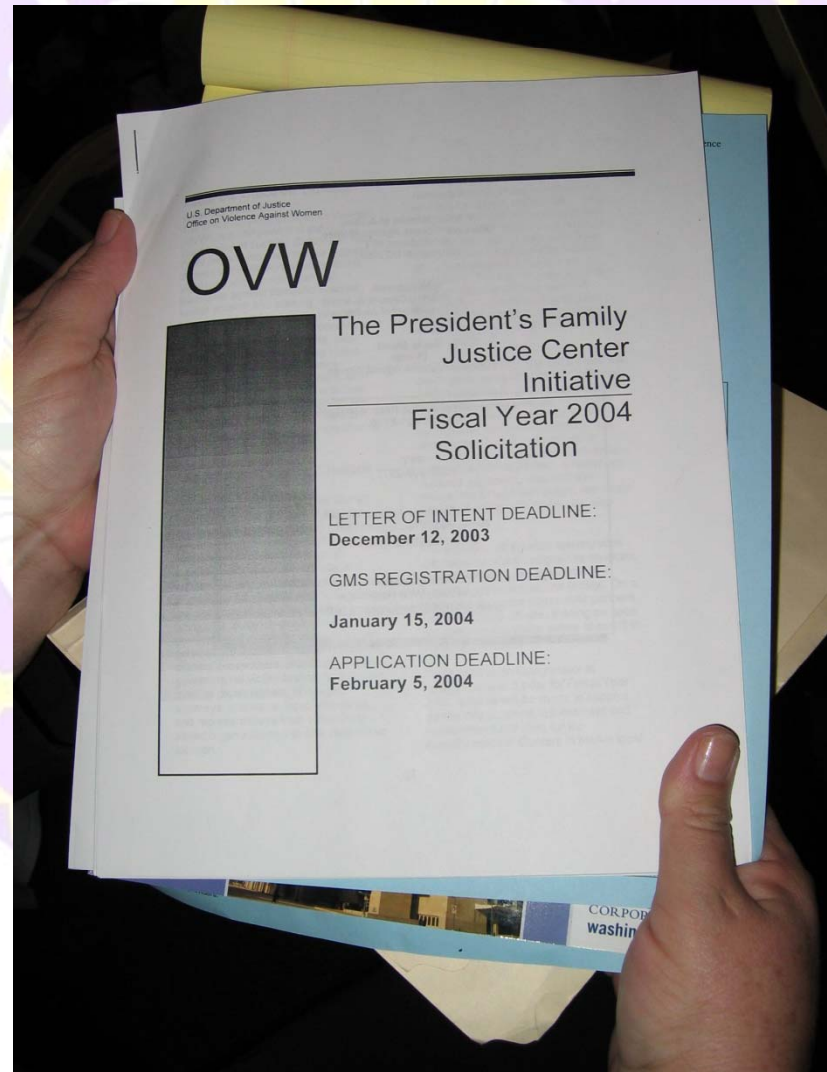 ence
U.S. Department of Justice
Office on Violence Against Women
OVW
The President's Family
Justice Center
Initiative
Fiscal Year 2004
Solicitation
LETTER OF INTENT DEADLINE:
December 12, 2003
GMS REGISTRATION DEADLINE:
January 15, 2004
APPLICATION DEADLINE:
February 5, 2004
CORPOR
washin